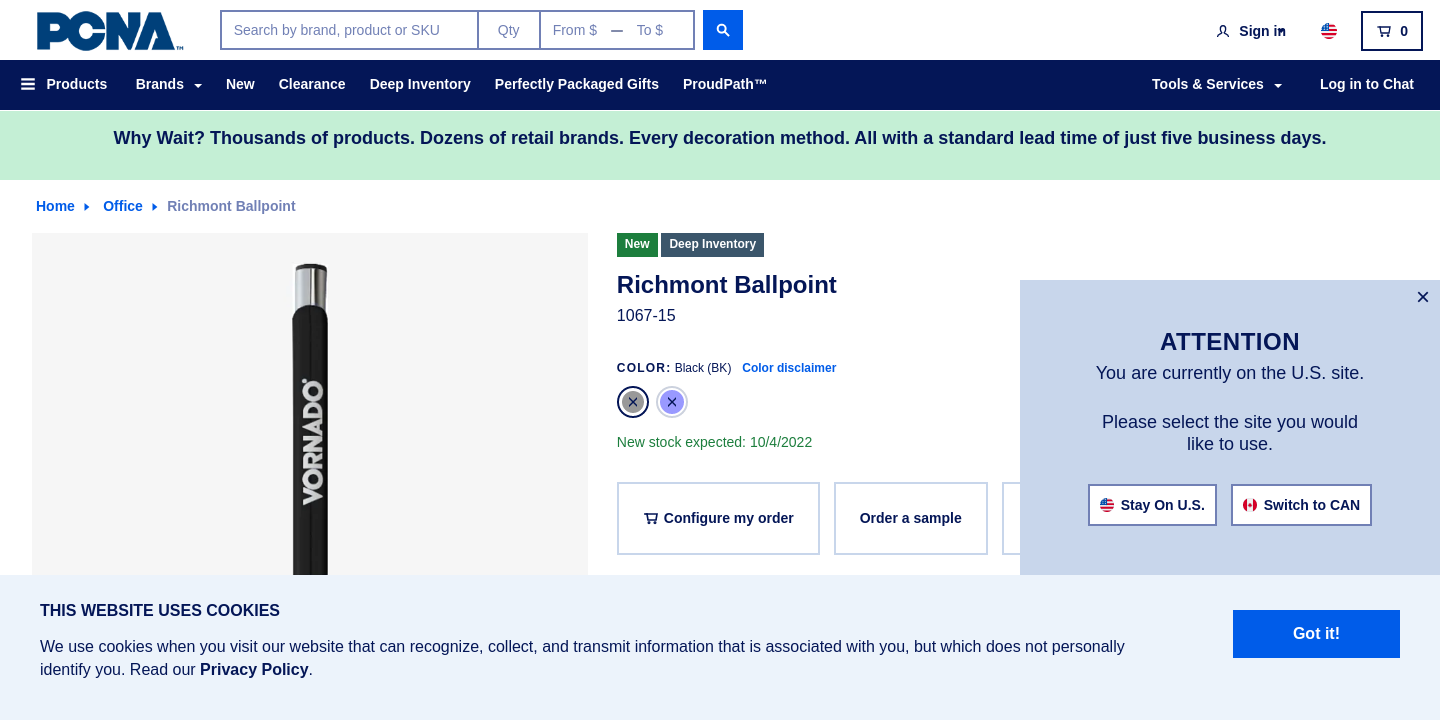 PCNA™
Search by brand, product or SKU
Qty
From $ — To $
Sign in
0
Products
Brands
New
Clearance
Deep Inventory
Perfectly Packaged Gifts
ProudPath™
Tools & Services
Log in to Chat
Why Wait? Thousands of products. Dozens of retail brands. Every decoration method. All with a standard lead time of just five business days.
Home
Office
Richmont Ballpoint
VORNADO
New
Deep Inventory
Richmont Ballpoint
1067-15
COLOR: Black (BK) Color disclaimer
New stock expected: 10/4/2022
Configure my order
Order a sample
×
ATTENTION
You are currently on the U.S. site.
Please select the site you would
like to use.
Stay On U.S.
Switch to CAN
THIS WEBSITE USES COOKIES
We use cookies when you visit our website that can recognize, collect, and transmit information that is associated with you, but which does not personally
identify you. Read our Privacy Policy.
Got it!